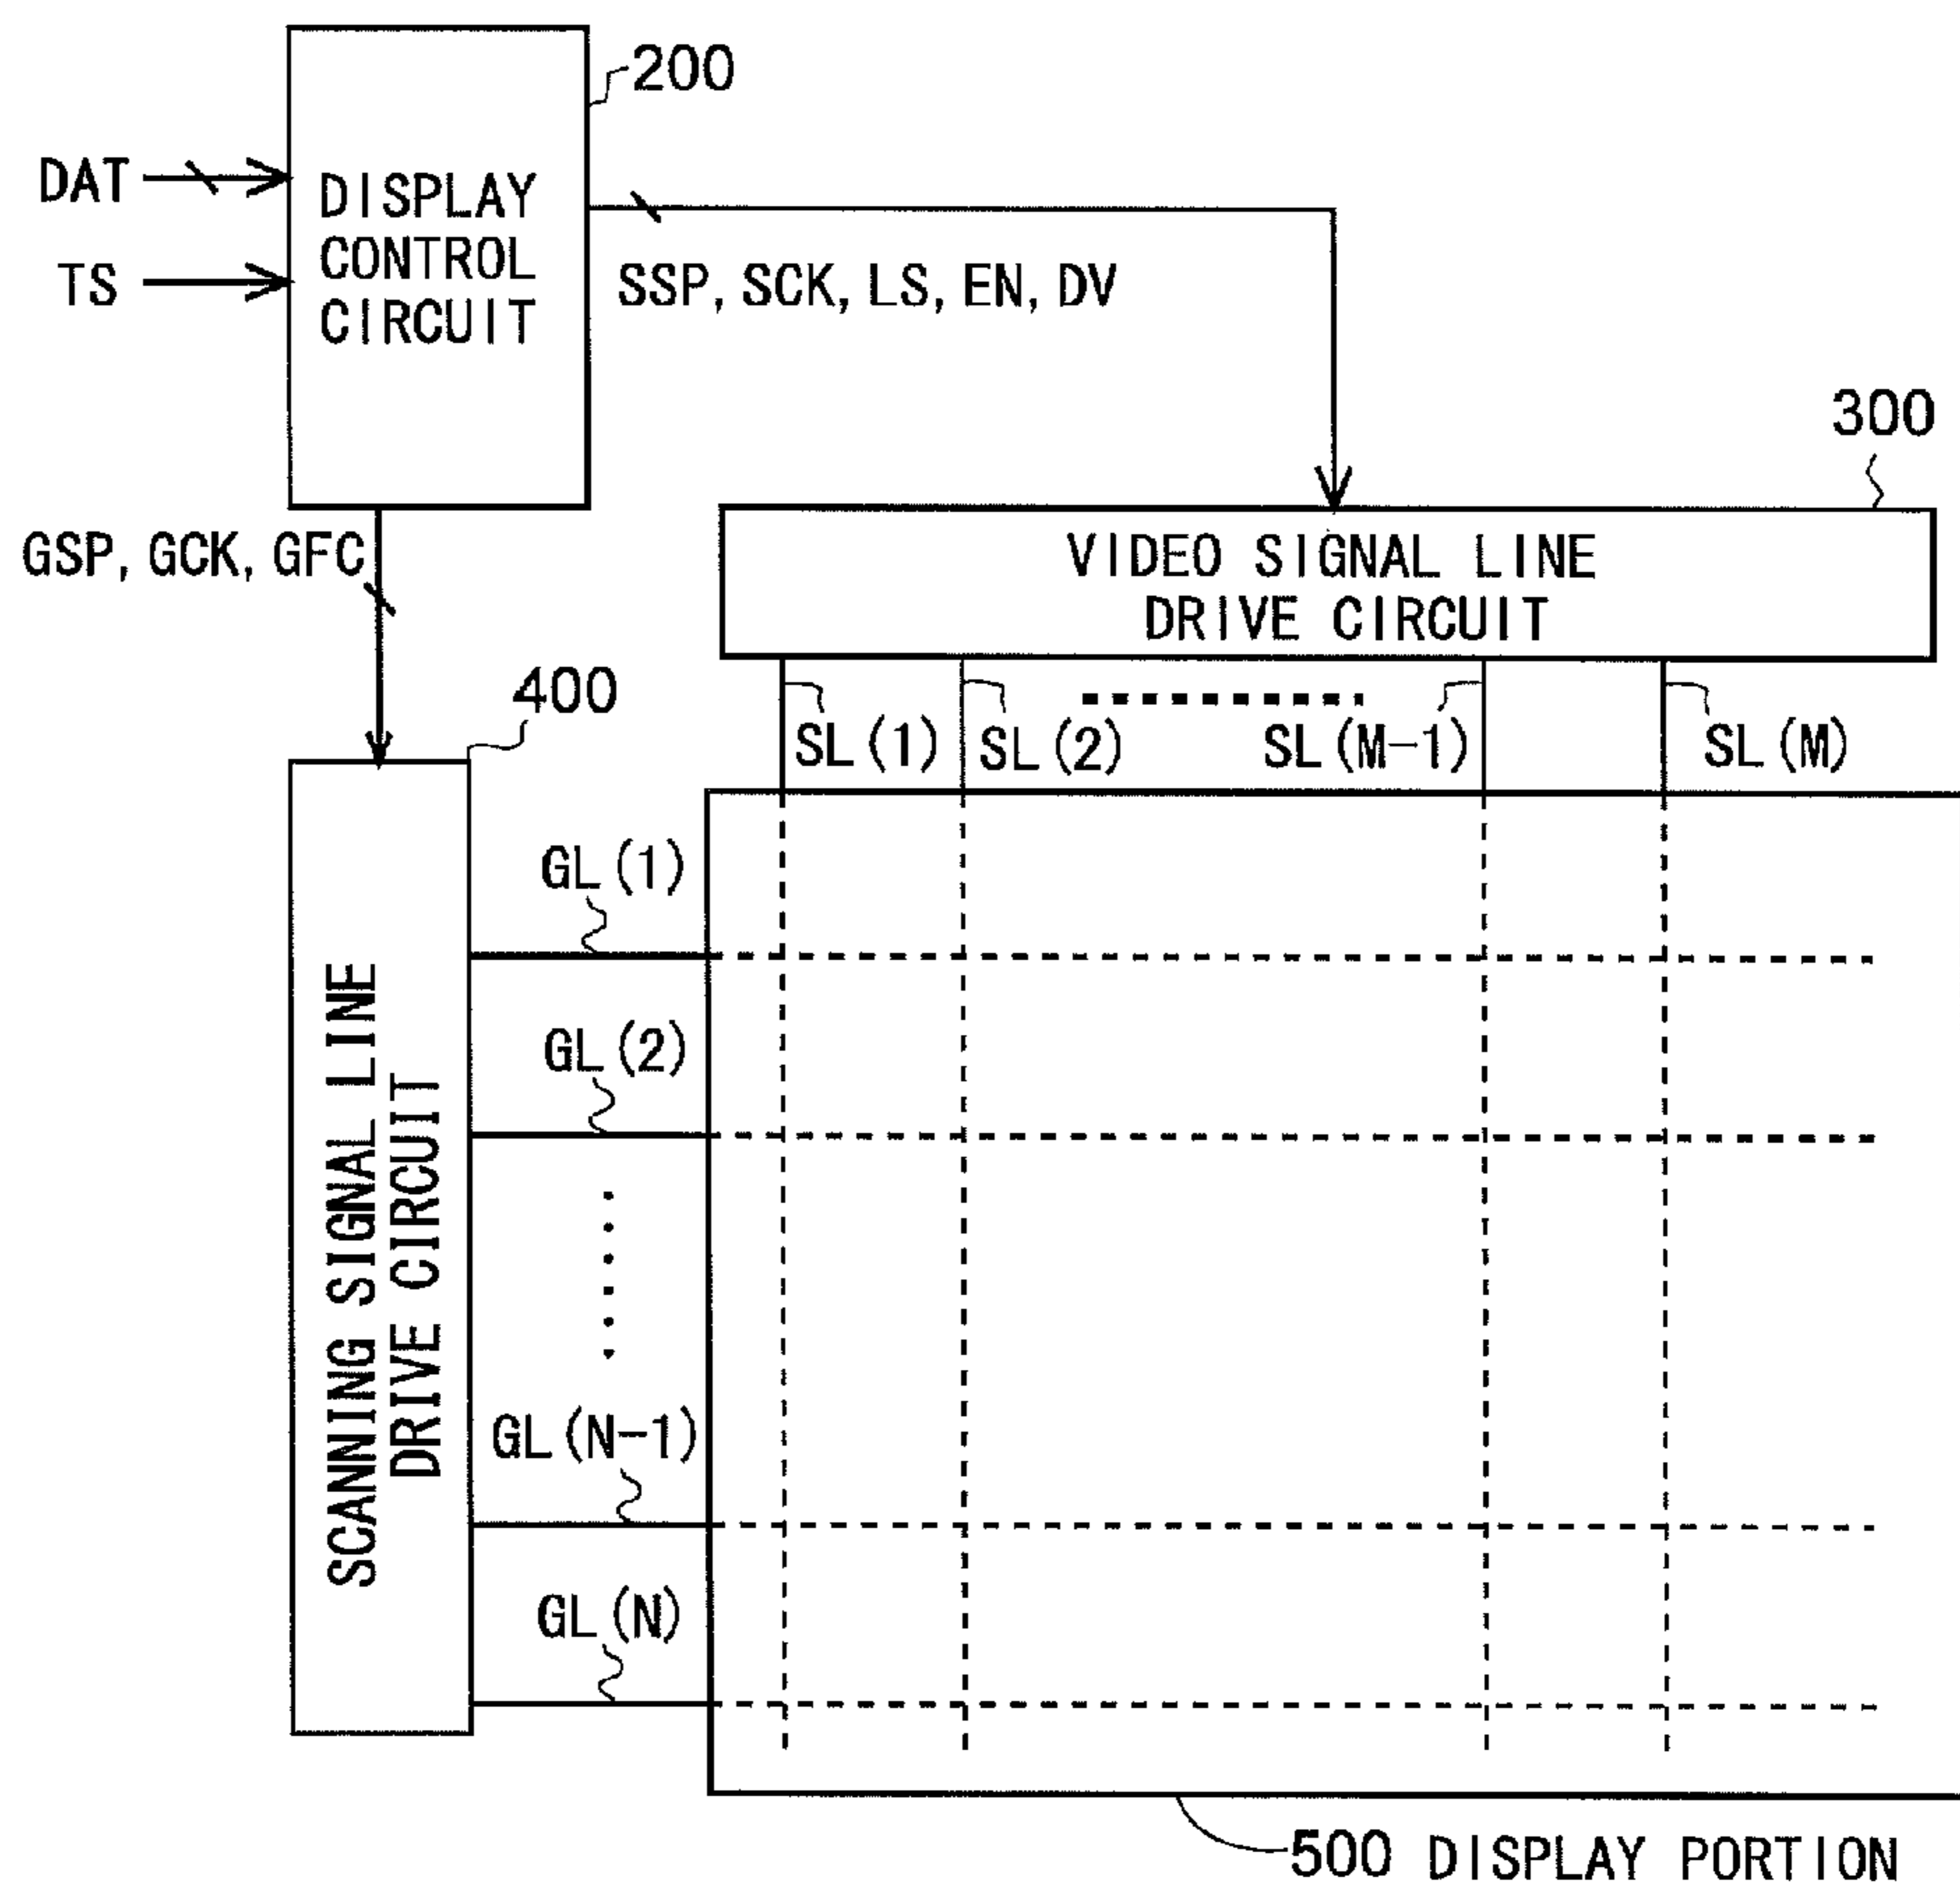 200
DAT
TS
DISPLAY
CONTROL
CIRCUIT
SSP, SCK, LS, EN, DV
300
GSP, GCK, GFC
VIDEO SIGNAL LINE
DRIVE CIRCUIT
400
SL(1)
SL(2)
SL(M-1)
SL(M)
SCANNING SIGNAL LINE
DRIVE CIRCUIT
GL(1)
GL(2)
GL(N-1)
GL(N)
500 DISPLAY PORTION